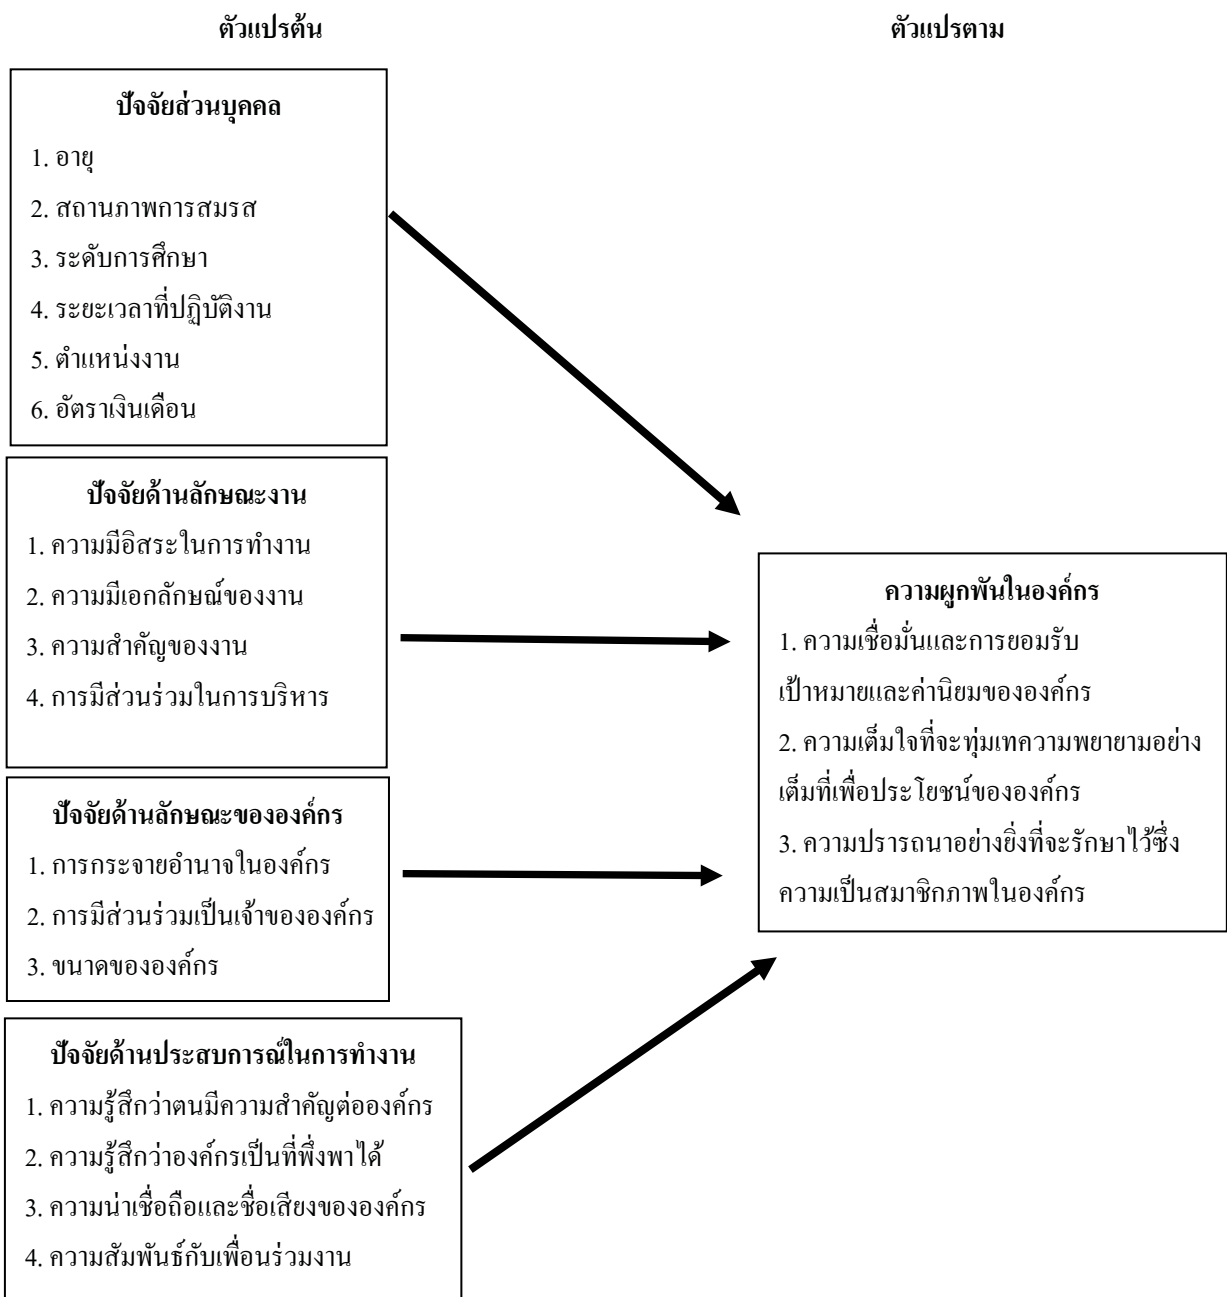 ตัวแปรต้น
ตัวแปรตาม
ปัจจัยส่วนบุคคล
1. อายุ
2. สถานภาพการสมรส
3. ระดับการศึกษา
4. ระยะเวลาที่ปฏิบัติงาน
5. ตำแหน่งงาน
6. อัตราเงินเดือน
ปัจจัยด้านลักษณะงาน
1. ความมีอิสระในการทำงาน
2. ความมีเอกลักษณ์ของงาน
3. ความสำคัญของงาน
4. การมีส่วนร่วมในการบริหาร
ปัจจัยด้านลักษณะขององค์กร
1. การกระจายอำนาจในองค์กร
2. การมีส่วนร่วมเป็นเจ้าขององค์กร
3. ขนาดขององค์กร
ปัจจัยด้านประสบการณ์ในการทำงาน
1. ความรู้สึกว่าตนมีความสำคัญต่อองค์กร
2. ความรู้สึกว่าองค์กรเป็นที่พึ่งพาได้
3. ความน่าเชื่อถือและชื่อเสียงขององค์กร
4. ความสัมพันธ์กับเพื่อนร่วมงาน
ความผูกพันในองค์กร
1. ความเชื่อมั่นและการยอมรับ
เป้าหมายและค่านิยมขององค์กร
2. ความเต็มใจที่จะทุ่มเทความพยายามอย่าง
เต็มที่เพื่อประโยชน์ขององค์กร
3. ความปรารถนาอย่างยิ่งที่จะรักษาไว้ซึ่ง
ความเป็นสมาชิกภาพในองค์กร